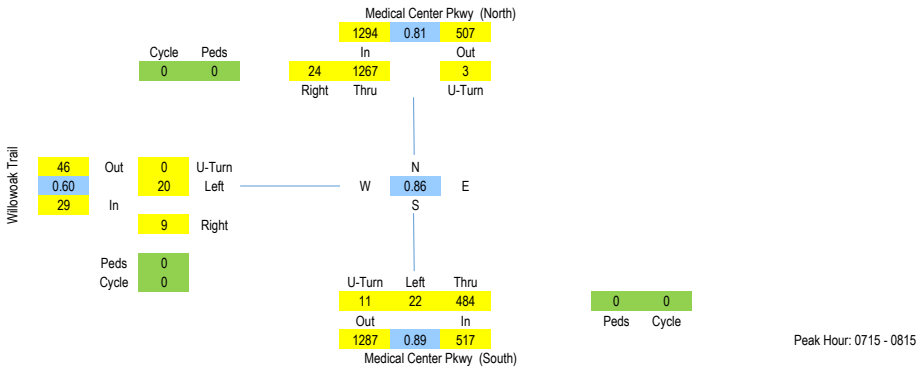 Medical Center Pkwy (North)
1294 0.81 507
Cycle Peds In Out
0 0 24 1267 3
Right Thru U-Turn
Willowoak Trail
46 Out 0 U-Turn N
0.60 20 Left W 0.86 E
29 In S
9 Right
Peds 0
Cycle 0
U-Turn Left Thru
11 22 484 0 0
Out In Peds Cycle
1287 0.89 517 Peak Hour: 0715 - 0815
Medical Center Pkwy (South)